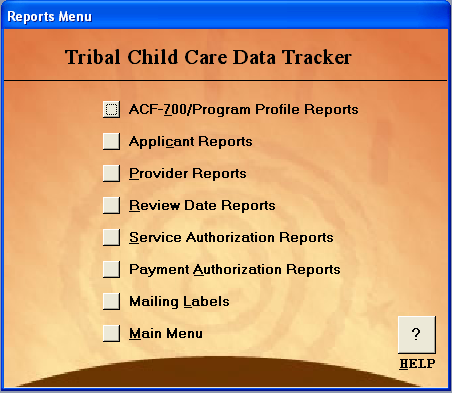 Reports Menu
Tribal Child Care Data Tracker
ACF-700/Program Profile Reports
Applicant Reports
Provider Reports
Review Date Reports
Service Authorization Reports
Payment Authorization Reports
Mailing Labels
Main Menu
?
HELP